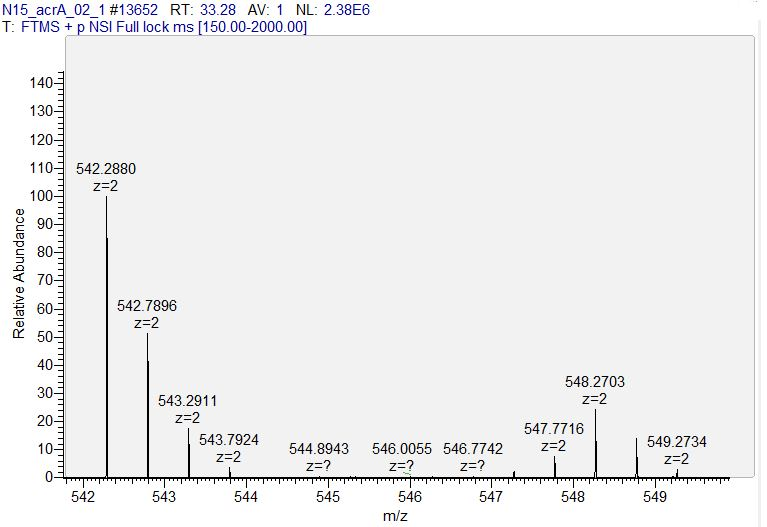 N15_acrA_02_1 #13652 RT: 33.28 AV: 1 NL: 2.38E6
T: FTMS + p NSI Full lock ms [150.00-2000.00]
140
130
120
110
100
90
80
70
60
50
40
30
20
10
0
Relative Abundance
542.2880
z=2
542.7896
z=2
543.2911
z=2
543.7924
z=2
544.8943
z=?
546.0055
z=?
546.7742
z=?
547.7716
z=2
548.2703
z=2
549.2734
z=2
542 543 544 545 546 547 548 549
m/z